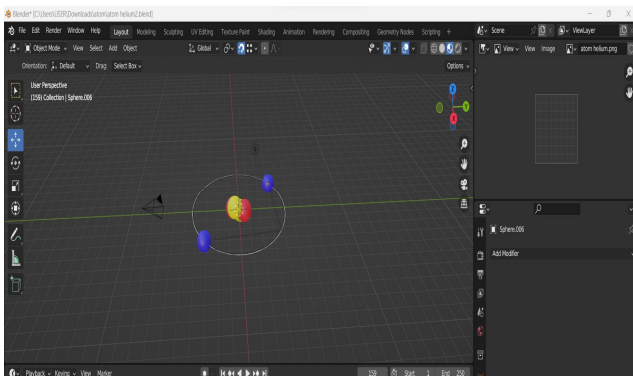 Blender* [C:\Users\USER\Downloads\atom\atom helium2.blend]
File Edit Render Window Help Layout Modeling Sculpting UV Editing Texture Paint Shading Animation Rendering Compositing Geometry Nodes Scripting + Scene ViewLayer
Object Mode View Select Add Object Global View View Image atom helium.png
Orientation: Default Drag: Select Box Options
User Perspective
(159) Collection | Sphere.006
Sphere.006
Add Modifier
Playback Keying View Marker 159 Start 1 End 250